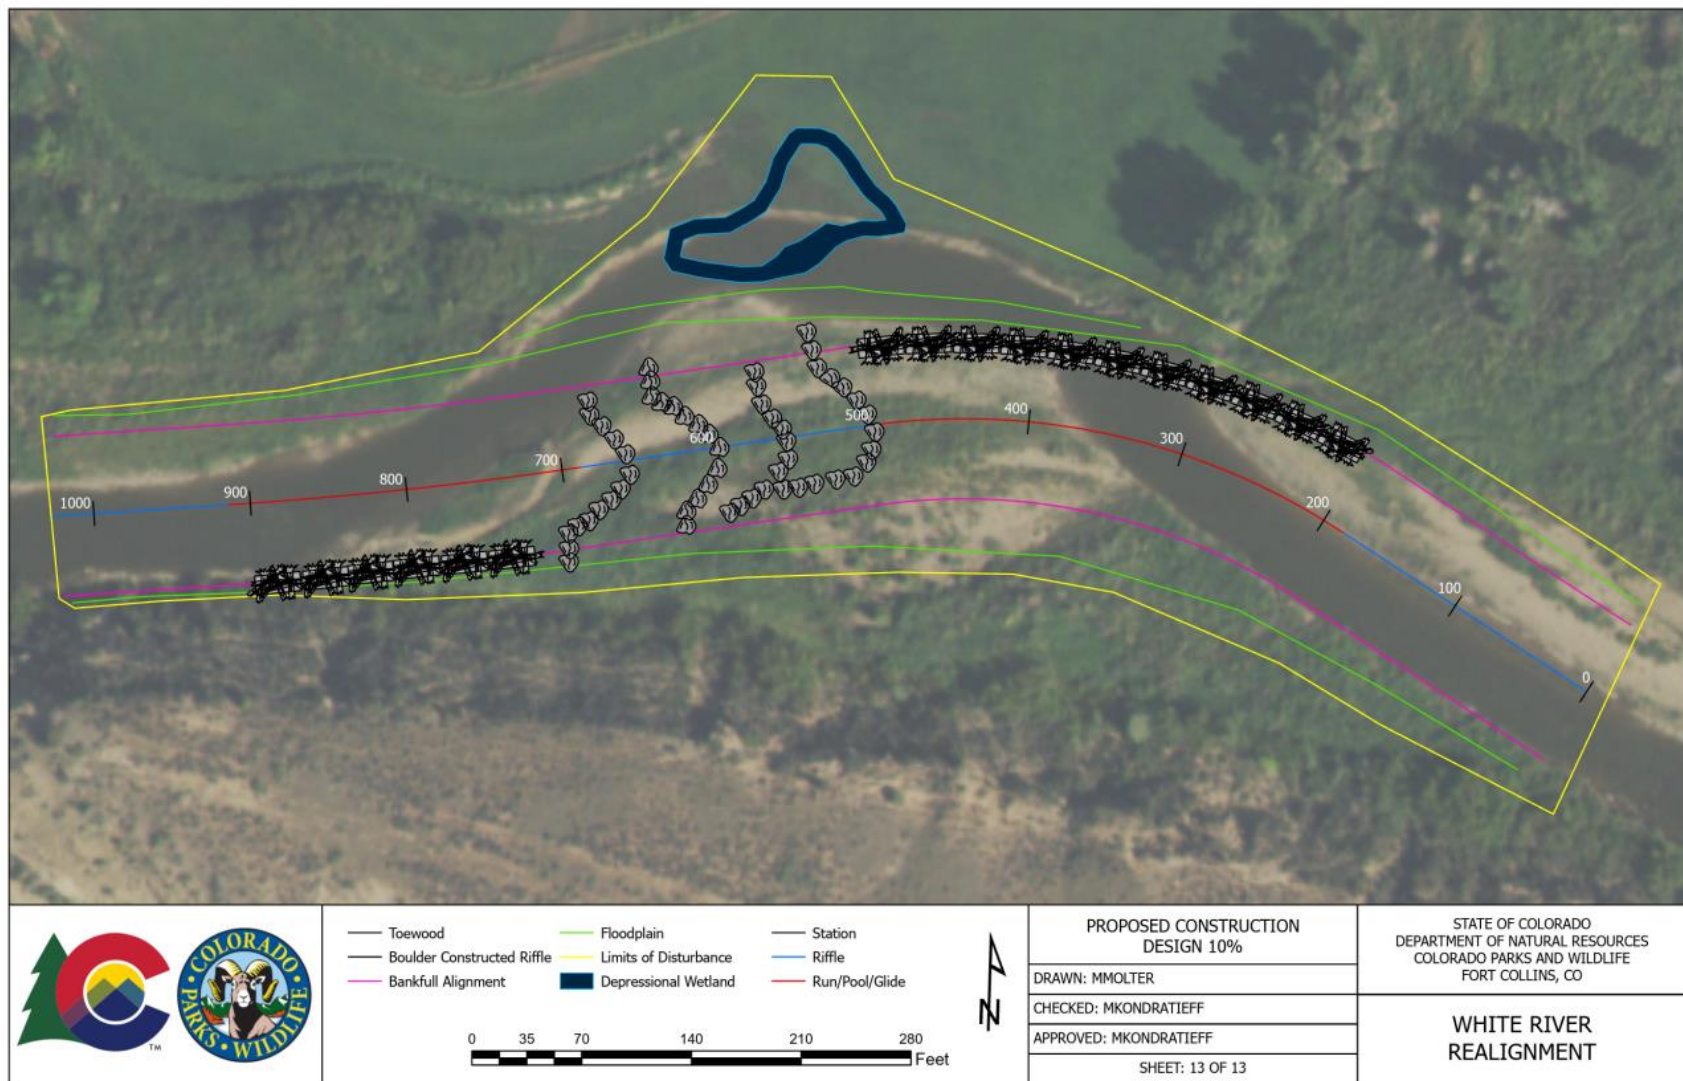 1000
900
800
700
600
500
400
300
200
100
0
COLORADO
PARKS • WILDLIFE
C
TM
Toewood
Boulder Constructed Riffle
Bankfull Alignment
Floodplain
Limits of Disturbance
Depressional Wetland
Station
Riffle
Run/Pool/Glide
0 35 70 140 210 280
Feet
N
PROPOSED CONSTRUCTION
DESIGN 10%
DRAWN: MMOLTER
CHECKED: MKONDRATIEFF
APPROVED: MKONDRATIEFF
SHEET: 13 OF 13
STATE OF COLORADO
DEPARTMENT OF NATURAL RESOURCES
COLORADO PARKS AND WILDLIFE
FORT COLLINS, CO
WHITE RIVER
REALIGNMENT